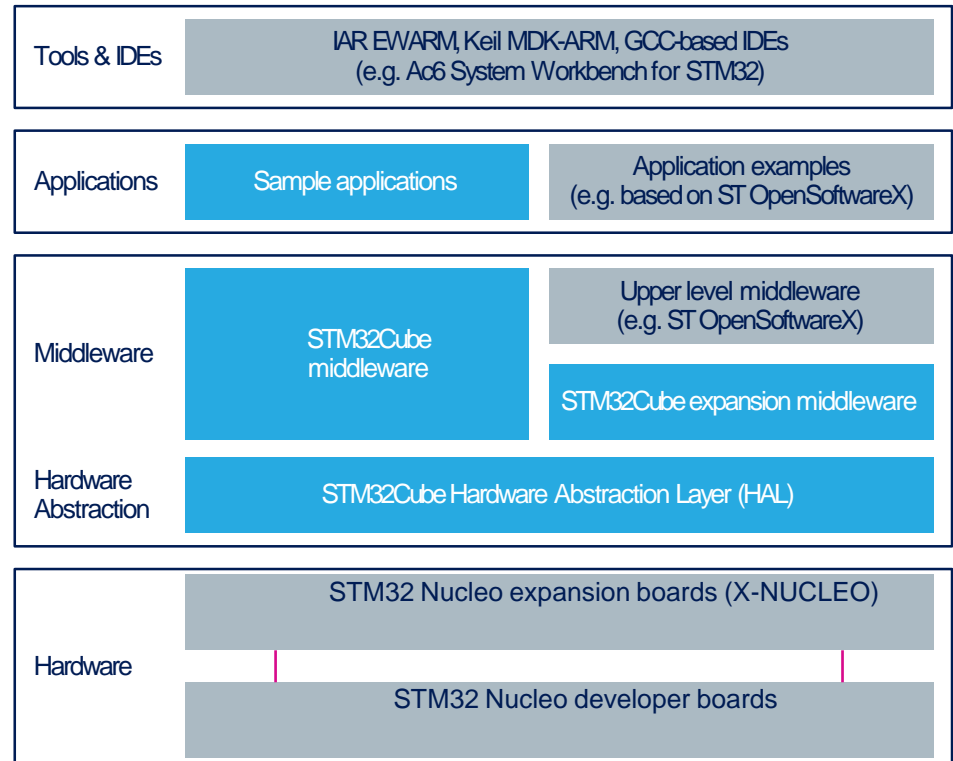 Tools & IDEs
IAR EWARM, Keil MDK-ARM, GCC-based IDEs
(e.g. Ac6 System Workbench for STM32)
Applications
Sample applications
Application examples
(e.g. based on ST OpenSoftwareX)
Middleware
STM32Cube
middleware
Upper level middleware
(e.g. ST OpenSoftwareX)
STM32Cube expansion middleware
Hardware
Abstraction
STM32Cube Hardware Abstraction Layer (HAL)
Hardware
STM32 Nucleo expansion boards (X-NUCLEO)
STM32 Nucleo developer boards